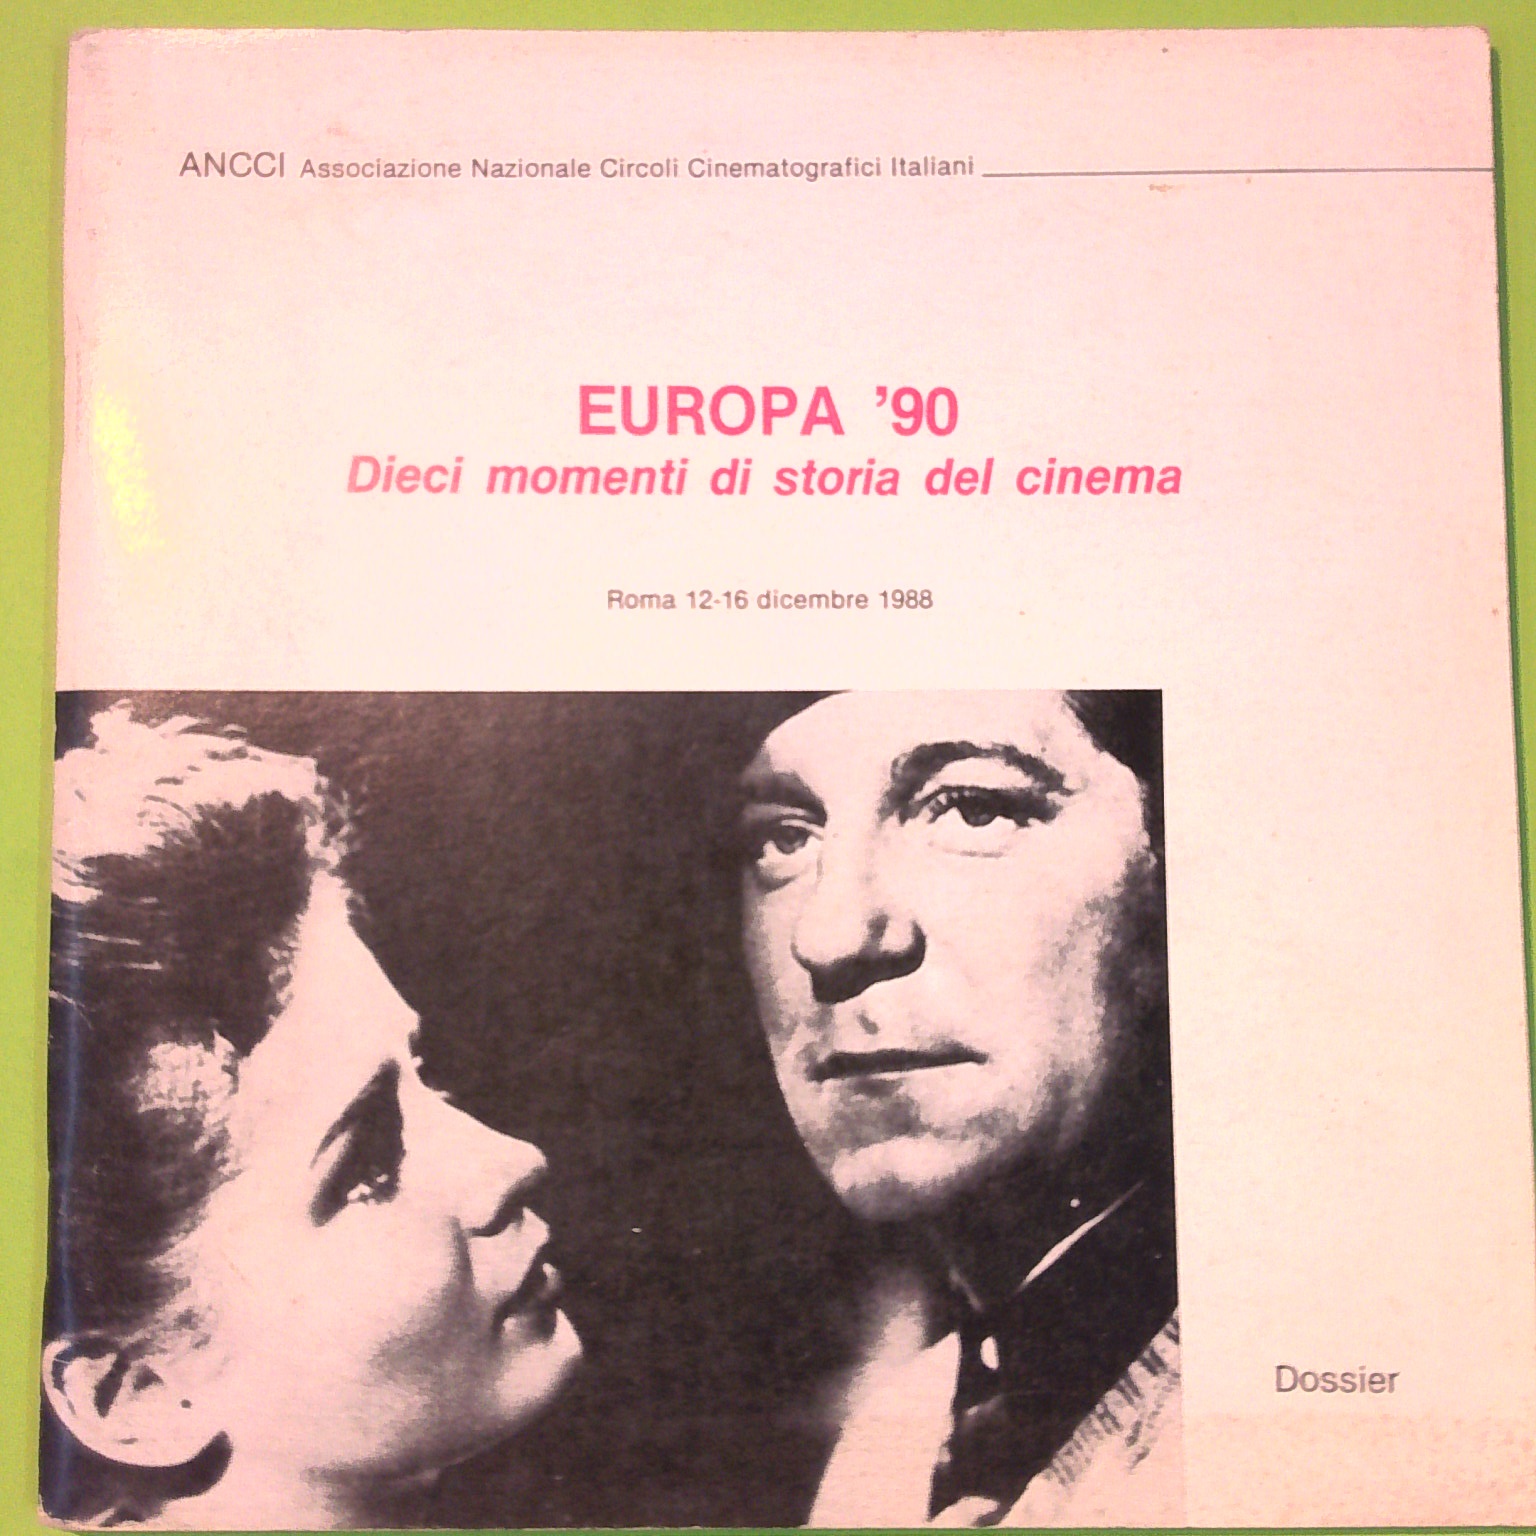 ANCCI Associazione Nazionale Circoli Cinematografici Italiani
EUROPA '90
Dieci momenti di storia del cinema
Roma 12-16 dicembre 1988
Dossier